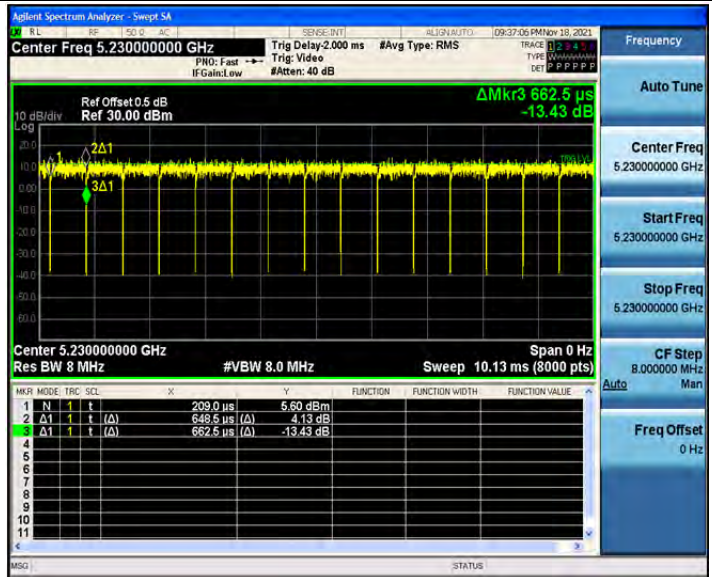 Agilent Spectrum Analyzer - Swept SA
RL RF 50 Ω AC SENSE:INT ALIGN AUTO 09:37:06 PM Nov 18, 2021
Center Freq 5.230000000 GHz
PNO: Fast
IFGain:Low
Trig Delay-2.000 ms
Trig: Video
#Atten: 40 dB
#Avg Type: RMS
TRACE 1 2 3 4 5 6
TYPE
DET P P P P P P
Frequency
Auto Tune
Center Freq
5.230000000 GHz
Start Freq
5.230000000 GHz
Stop Freq
5.230000000 GHz
CF Step
8.000000 MHz
Auto Man
Freq Offset
0 Hz
ΔMkr3 662.5 µs
-13.43 dB
Ref Offset 0.5 dB
10 dB/div Ref 30.00 dBm
Log
20.0
10.0
0.00
-10.0
-20.0
-30.0
-40.0
-50.0
-60.0
1
2Δ1
3Δ1
TRIG LVL
Center 5.230000000 GHz Span 0 Hz
Res BW 8 MHz #VBW 8.0 MHz Sweep 10.13 ms (8000 pts)
MKR MODE TRC SCL X Y FUNCTION FUNCTION WIDTH FUNCTION VALUE
1 N 1 t 209.0 µs 5.60 dBm
2 Δ1 1 t (Δ) 648.5 µs (Δ) 4.13 dB
3 Δ1 1 t (Δ) 662.5 µs (Δ) -13.43 dB
4
5
6
7
8
9
10
11
MSG STATUS